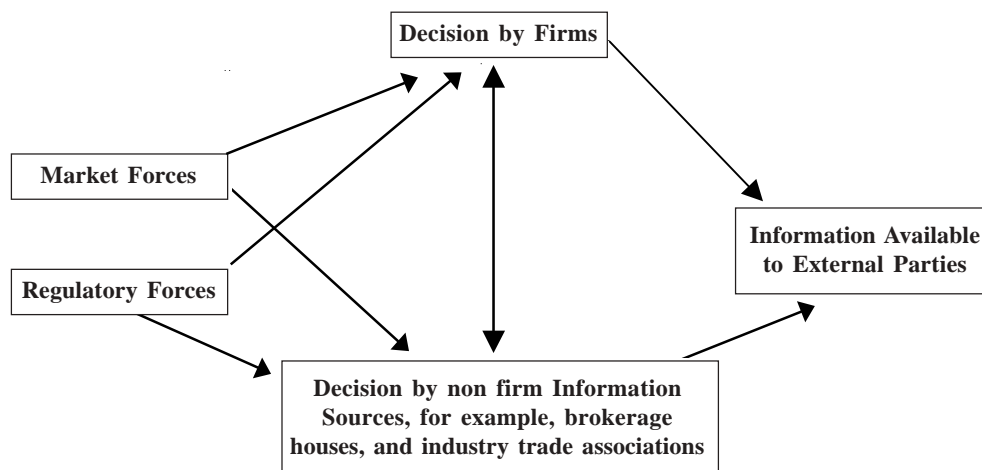 Decision by Firms
Market Forces
Information Available
to External Parties
Regulatory Forces
Decision by non firm Information
Sources, for example, brokerage
houses, and industry trade associations